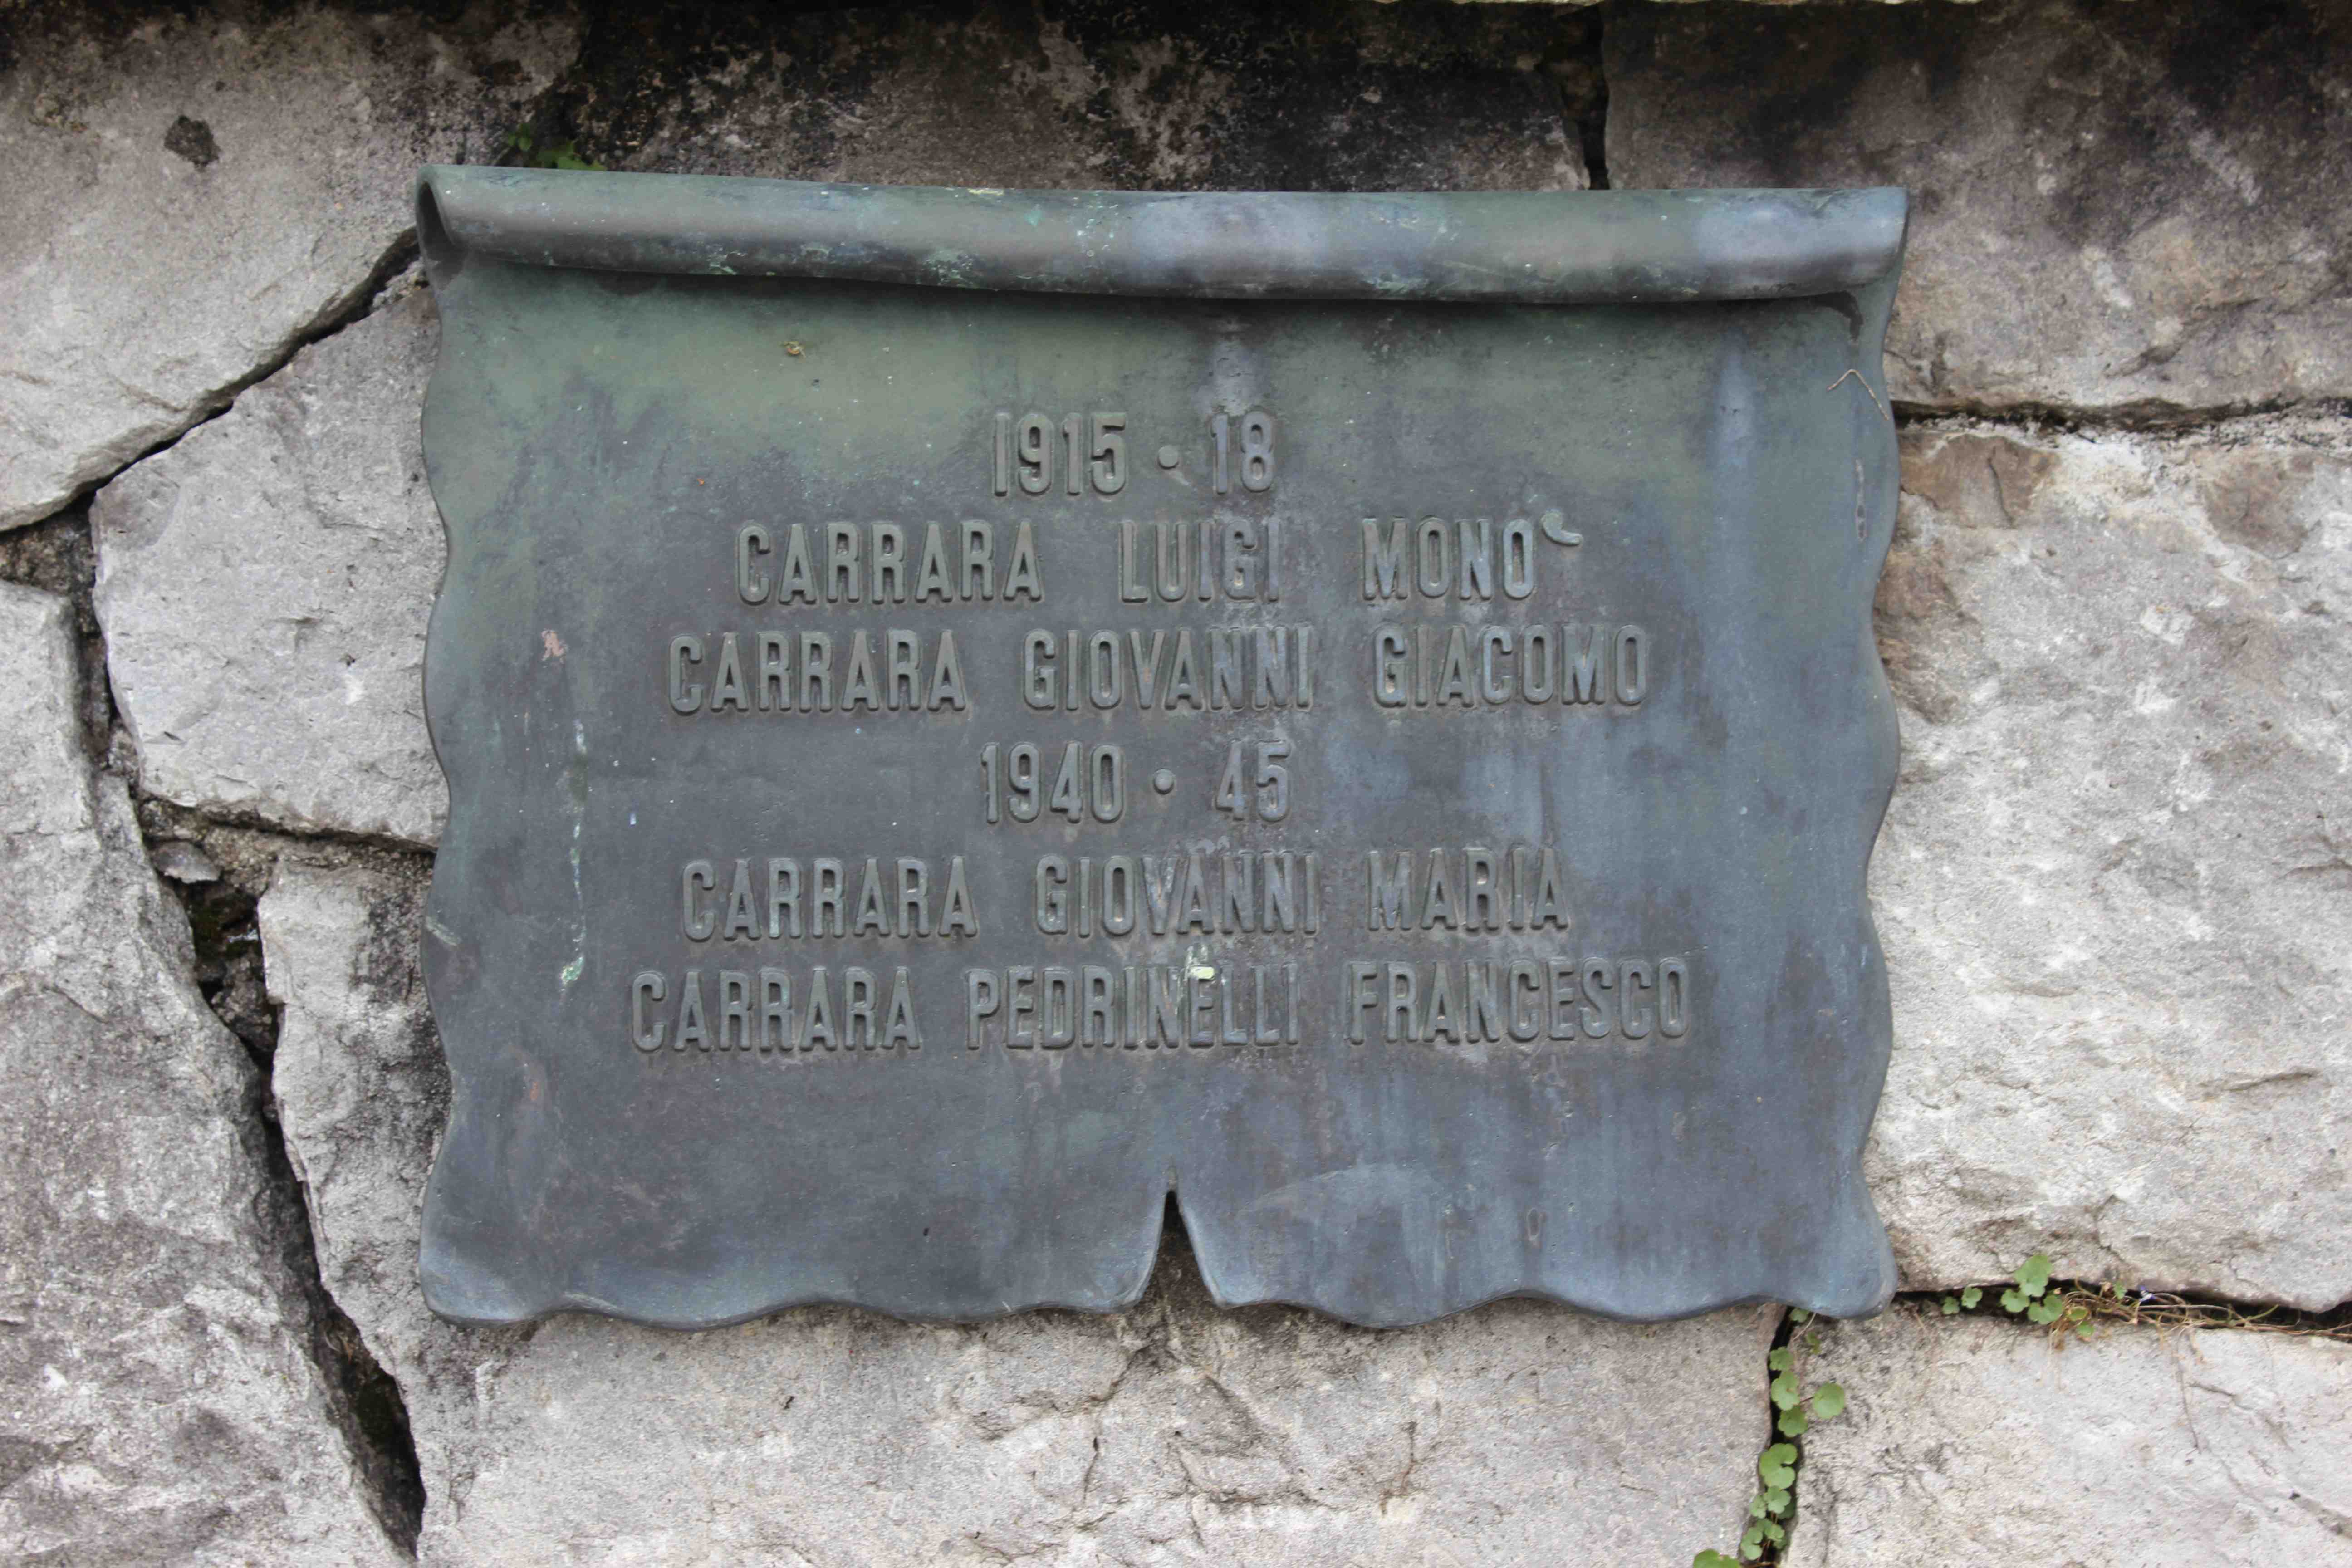 1915 · 18
CARRARA LUIGI MONO'
CARRARA GIOVANNI GIACOMO
1940 · 45
CARRARA GIOVANNI MARIA
CARRARA PEDRINELLI FRANCESCO